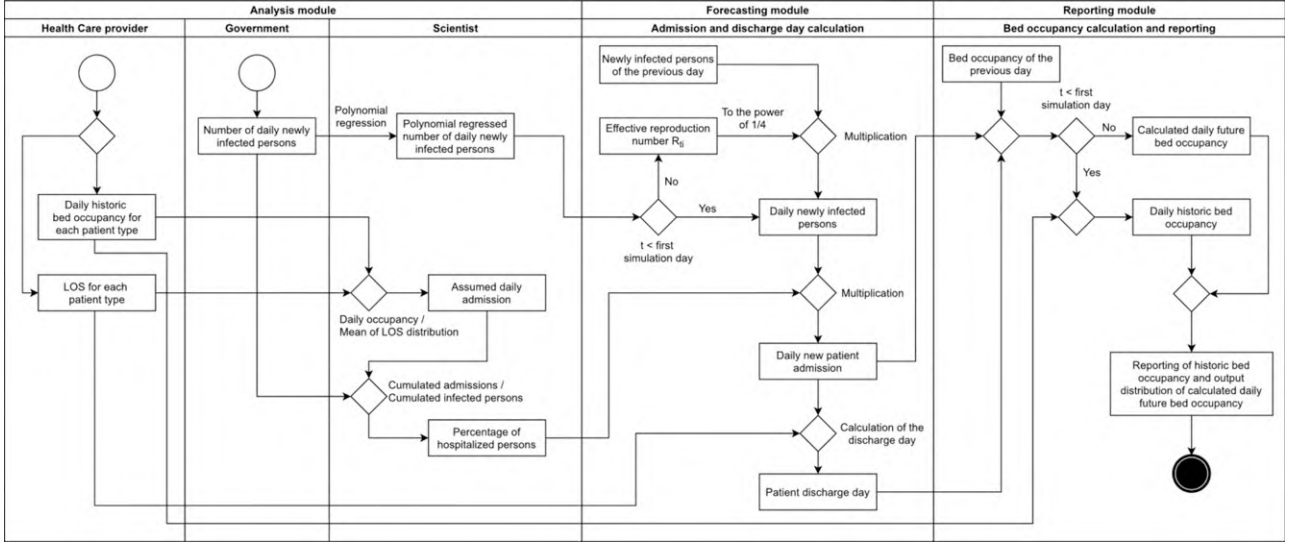 Analysis module
Forecasting module
Reporting module
Health Care provider
Government
Scientist
Admission and discharge day calculation
Bed occupancy calculation and reporting
Number of daily newly
infected persons
Polynomial
regression
Polynomial regressed
number of daily newly
infected persons
Daily historic
bed occupancy for
each patient type
LOS for each
patient type
Daily occupancy /
Mean of LOS distribution
Assumed daily
admission
Cumulated admissions /
Cumulated infected persons
Percentage of
hospitalized persons
Newly infected persons
of the previous day
Effective reproduction
number Rti
To the power
of 1/4
Multiplication
No
Yes
t < first
simulation day
Daily newly infected
persons
Multiplication
Daily new patient
admission
Calculation of the
discharge day
Patient discharge day
Bed occupancy of the
previous day
t < first
simulation day
No
Calculated daily future
bed occupancy
Yes
Daily historic bed
occupancy
Reporting of historic bed
occupancy and output
distribution of calculated daily
future bed occupancy